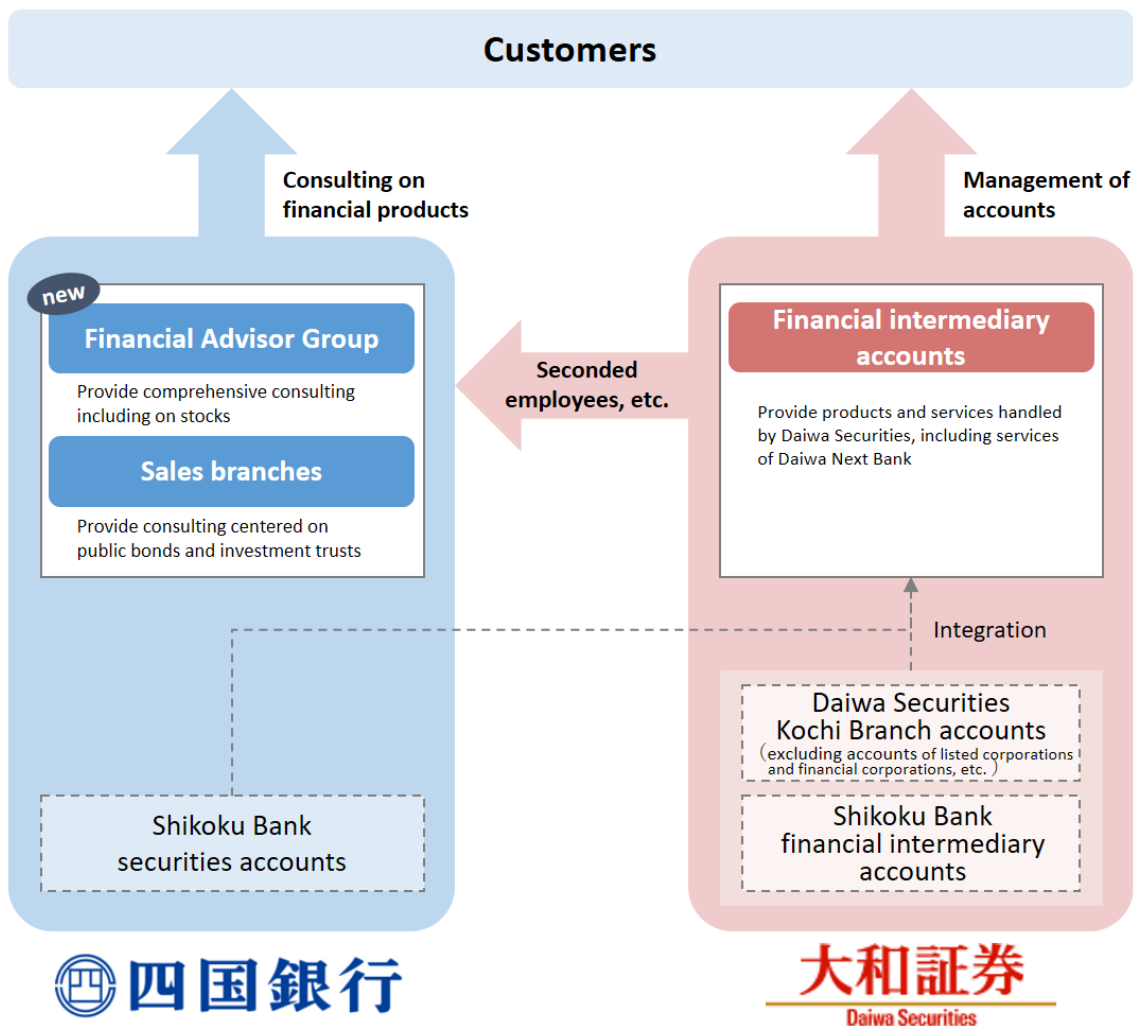 Customers
Consulting on
financial products
Management of
accounts
new
Financial Advisor Group
Provide comprehensive consulting
including on stocks
Sales branches
Provide consulting centered on
public bonds and investment trusts
Seconded
employees, etc.
Financial intermediary
accounts
Provide products and services handled
by Daiwa Securities, including services
of Daiwa Next Bank
Integration
Shikoku Bank
securities accounts
Daiwa Securities
Kochi Branch accounts
（excluding accounts of listed corporations
and financial corporations, etc.）
Shikoku Bank
financial intermediary
accounts
四国銀行
大和証券
Daiwa Securities